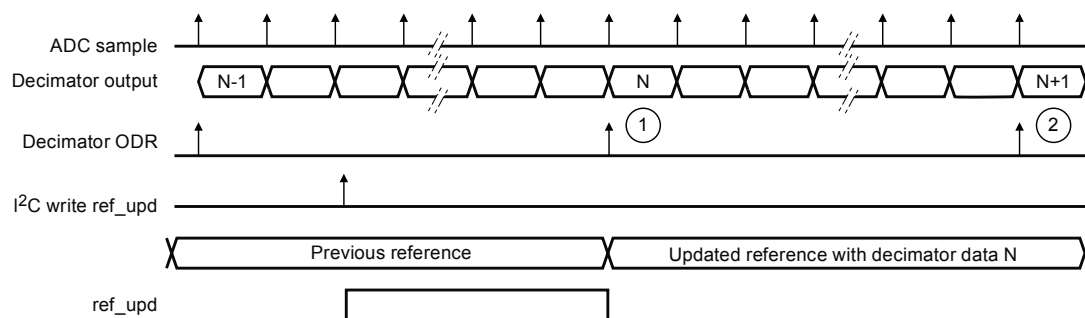 ADC sample
Decimator output N-1 N N+1
1 2
Decimator ODR
I2C write ref_upd
Previous reference Updated reference with decimator data N
ref_upd